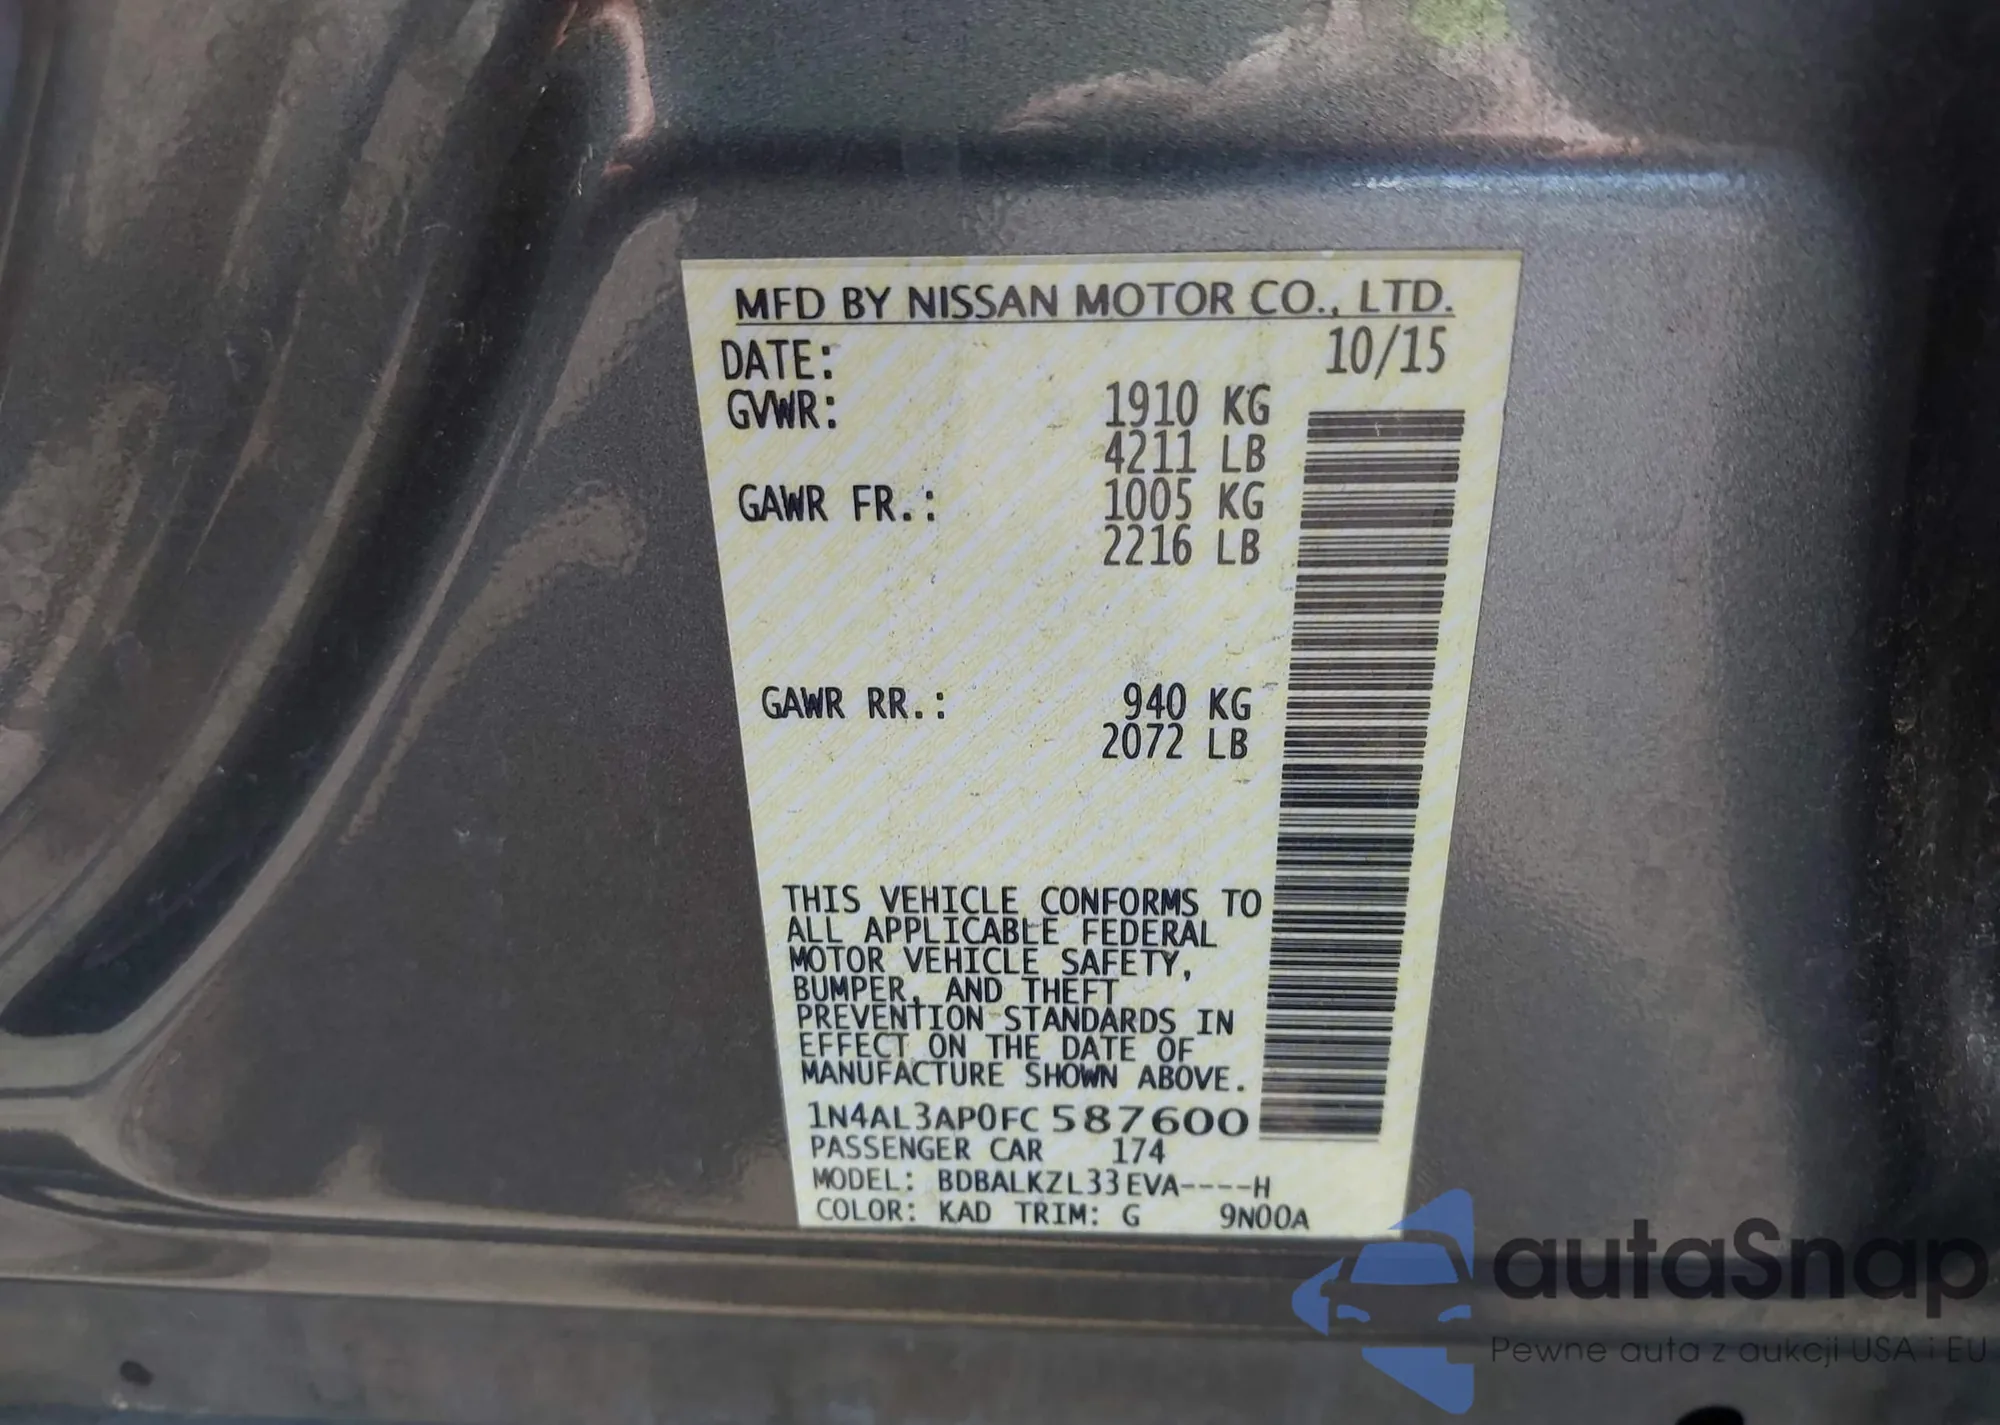 MFD BY NISSAN MOTOR CO., LTD.
DATE: 10/15
GVWR: 1910 KG
4211 LB
GAWR FR.: 1005 KG
2216 LB
GAWR RR.: 940 KG
2072 LB
THIS VEHICLE CONFORMS TO
ALL APPLICABLE FEDERAL
MOTOR VEHICLE SAFETY,
BUMPER, AND THEFT
PREVENTION STANDARDS IN
EFFECT ON THE DATE OF
MANUFACTURE SHOWN ABOVE.
1N4AL3AP0FC587600
PASSENGER CAR 174
MODEL: BDBALKZL33EVA----H
COLOR: KAD TRIM: G 9N00A
autaSnap
Pewne auta z aukcji USA i EU